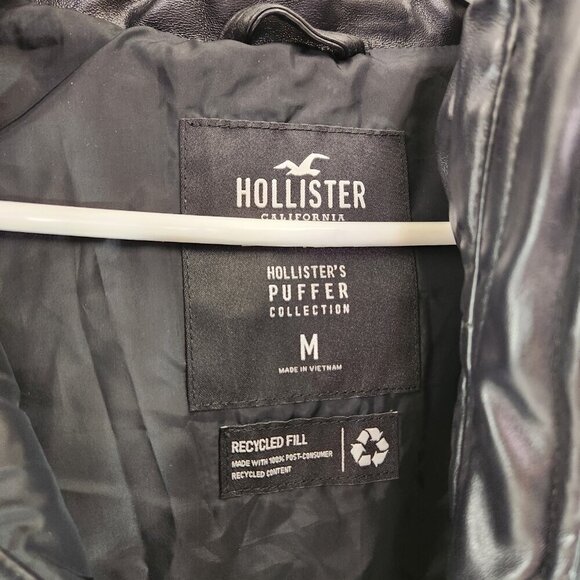 HOLLISTER
CALIFORNIA
HOLLISTER'S
PUFFER
COLLECTION
M
MADE IN VIETNAM
RECYCLED FILL
MADE WITH 100% POST-CONSUMER
RECYCLED CONTENT